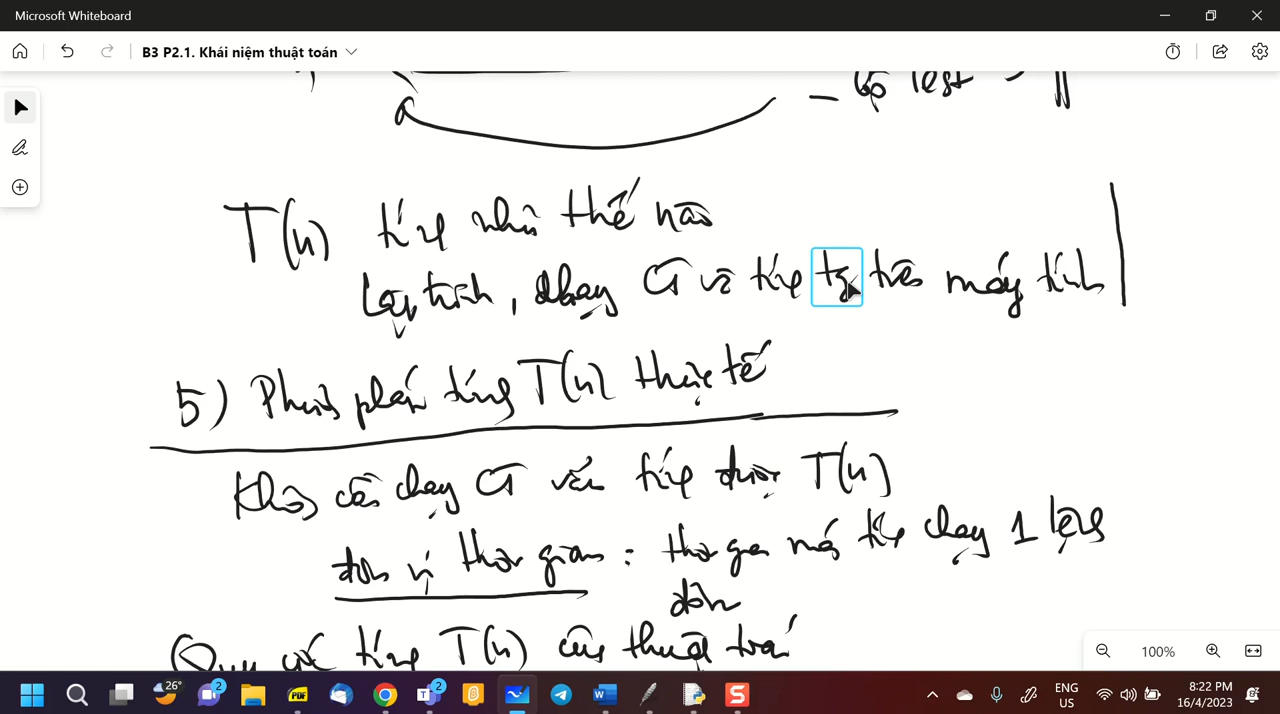 Microsoft Whiteboard
B3 P2.1. Khái niệm thuật toán
- bộ Test
T(n) tính như thế nào
Lập trình, chạy CT và tính tg trên máy tính
5) Phương pháp tính T(n) thực tế
Không cần chạy CT vẫn tính được T(n)
đơn vị thời gian : thời gian máy tính chạy 1 lệnh
đơn
Quy ước tính T(n) của thuật toán
100%
26°
2
PDF
2
ENG
US
8:22 PM
16/4/2023